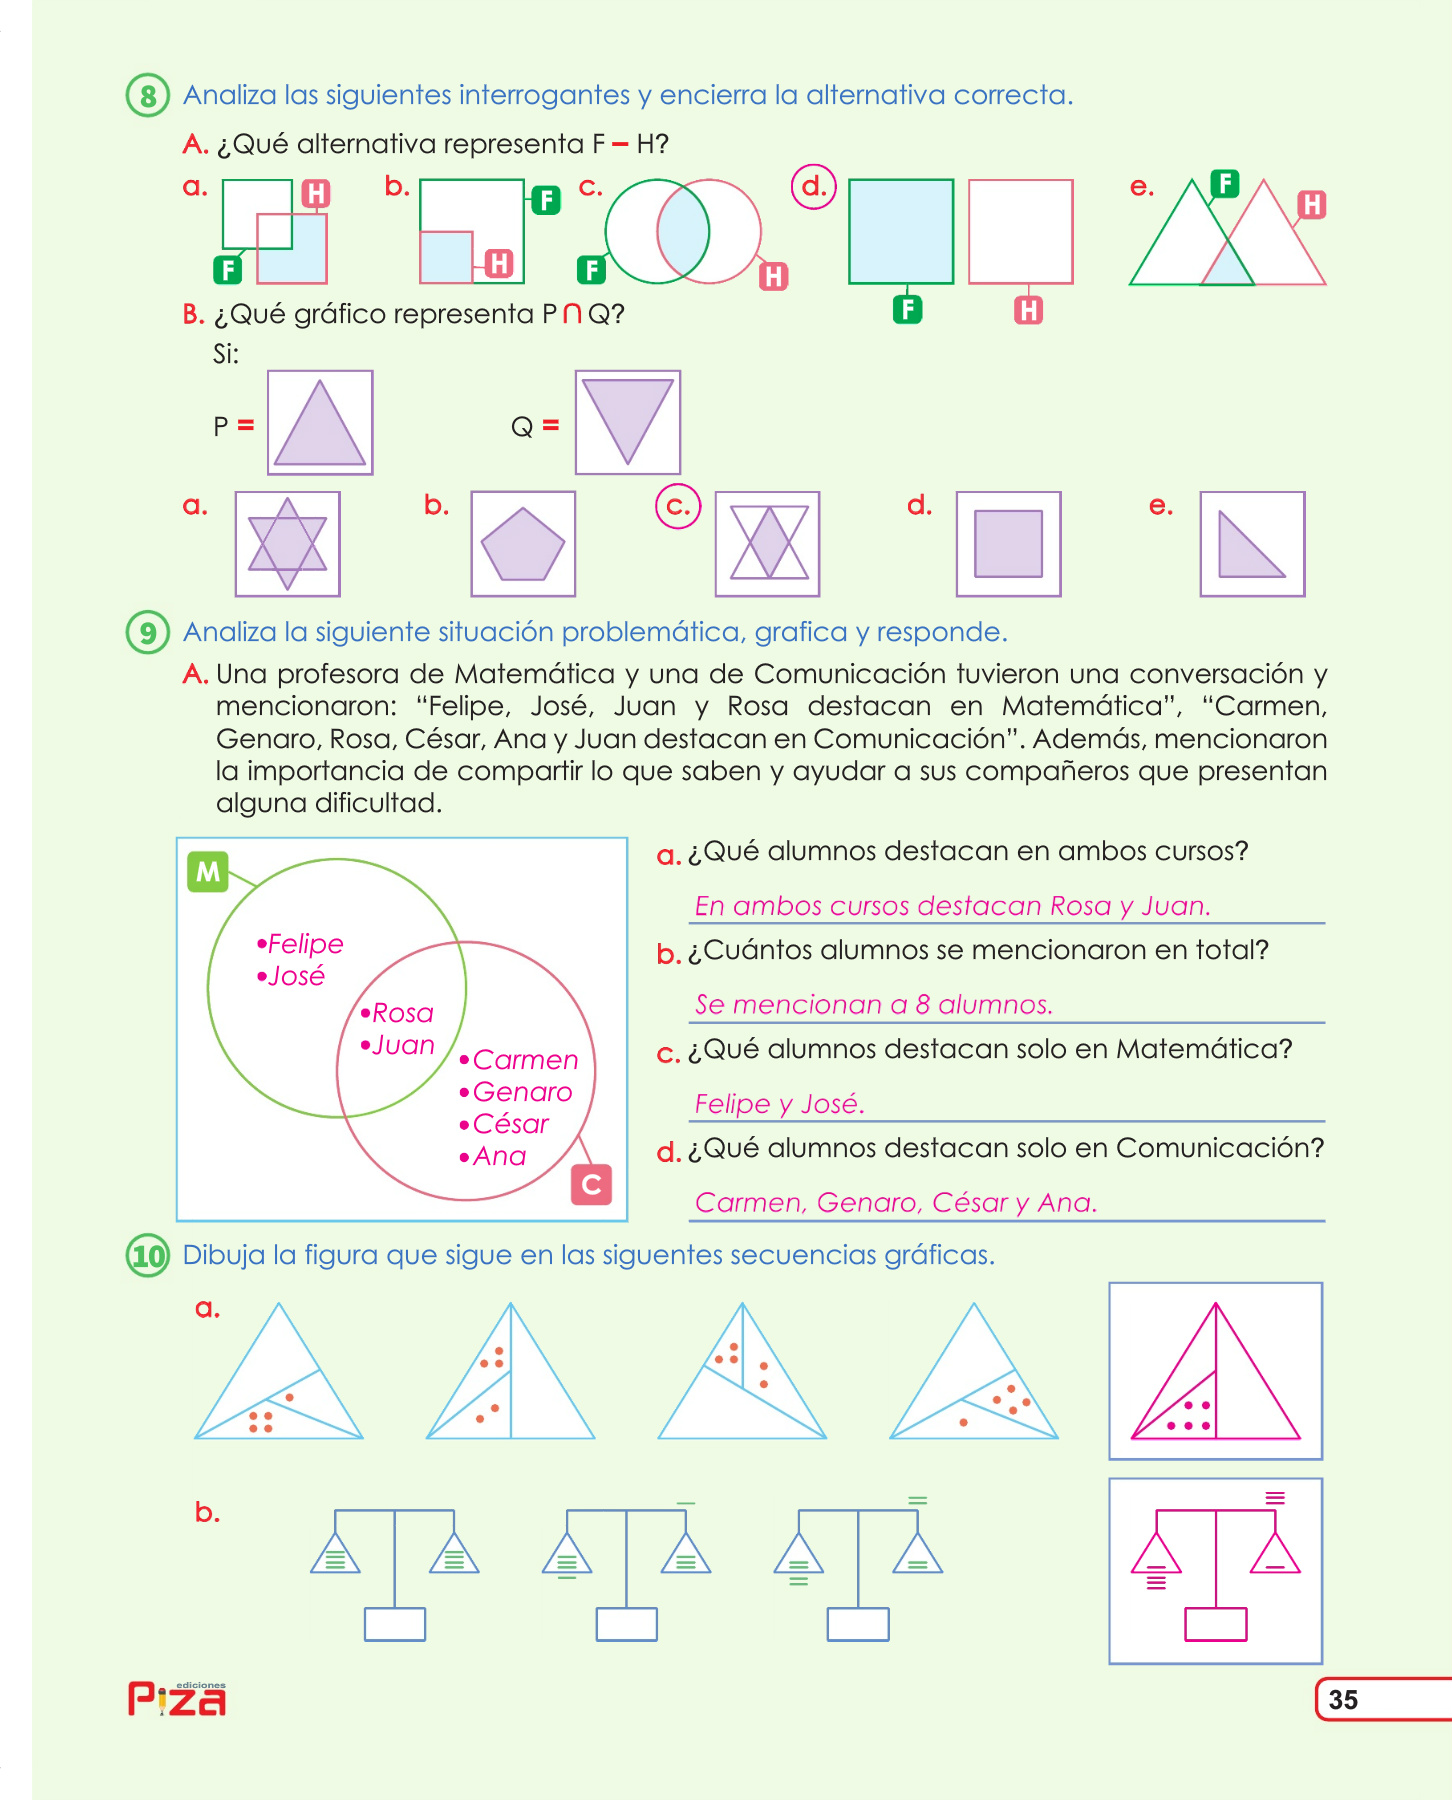 8 Analiza las siguientes interrogantes y encierra la alternativa correcta.
A. ¿Qué alternativa representa F – H?
a. H F
b. F H
c. F H
d. F H
e. F H
B. ¿Qué gráfico representa P ∩ Q?
Si:
P = Q =
a. b. c. d. e.
9 Analiza la siguiente situación problemática, grafica y responde.
A. Una profesora de Matemática y una de Comunicación tuvieron una conversación y
mencionaron: “Felipe, José, Juan y Rosa destacan en Matemática”, “Carmen,
Genaro, Rosa, César, Ana y Juan destacan en Comunicación”. Además, mencionaron
la importancia de compartir lo que saben y ayudar a sus compañeros que presentan
alguna dificultad.
M
•Felipe
•José
•Rosa
•Juan
•Carmen
•Genaro
•César
•Ana
C
a. ¿Qué alumnos destacan en ambos cursos?
En ambos cursos destacan Rosa y Juan.
b. ¿Cuántos alumnos se mencionaron en total?
Se mencionan a 8 alumnos.
c. ¿Qué alumnos destacan solo en Matemática?
Felipe y José.
d. ¿Qué alumnos destacan solo en Comunicación?
Carmen, Genaro, César y Ana.
10 Dibuja la figura que sigue en las siguentes secuencias gráficas.
a.
b.
ediciones
Piza
35